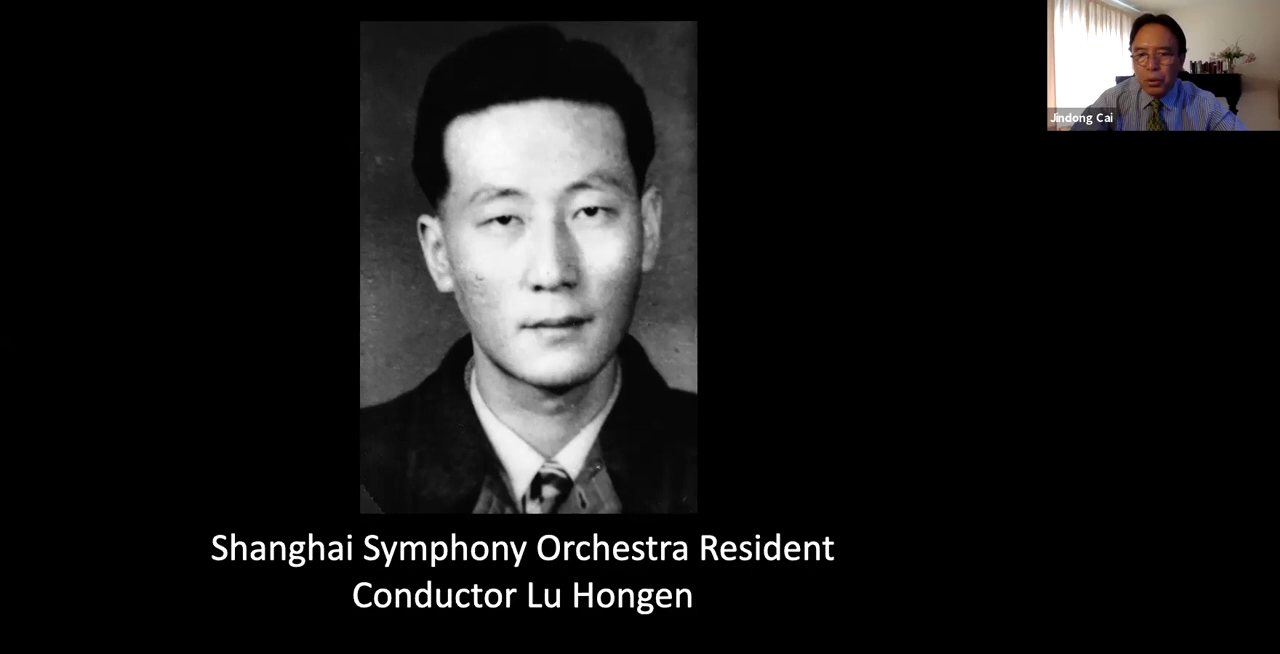 Jindong Cai
Shanghai Symphony Orchestra Resident
Conductor Lu Hongen